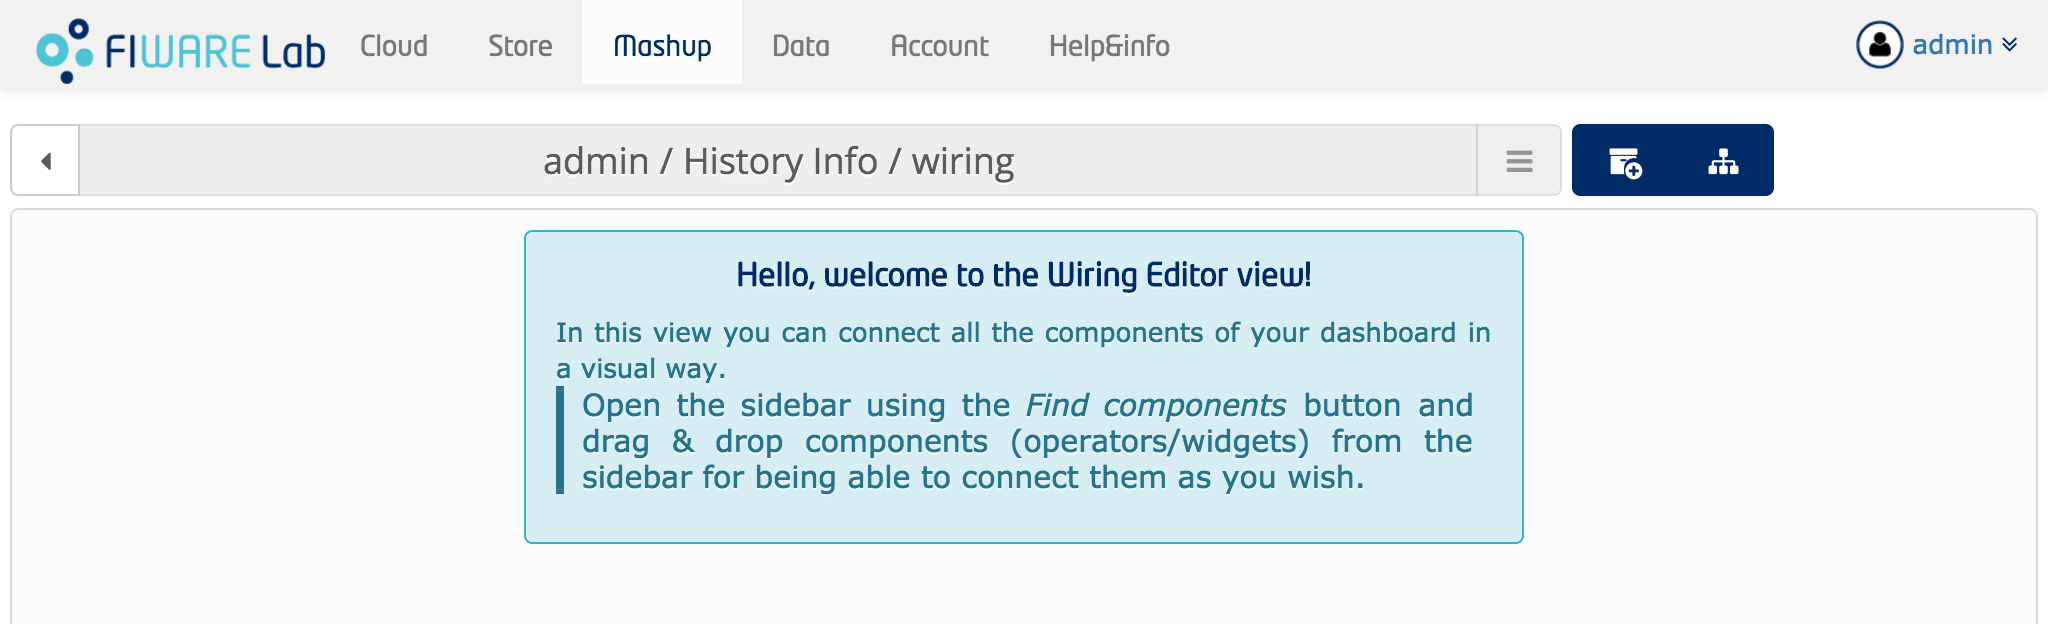 FIWARE Lab Cloud Store Mashup Data Account Help&info admin
admin / History Info / wiring
Hello, welcome to the Wiring Editor view!
In this view you can connect all the components of your dashboard in
a visual way.
Open the sidebar using the Find components button and
drag & drop components (operators/widgets) from the
sidebar for being able to connect them as you wish.